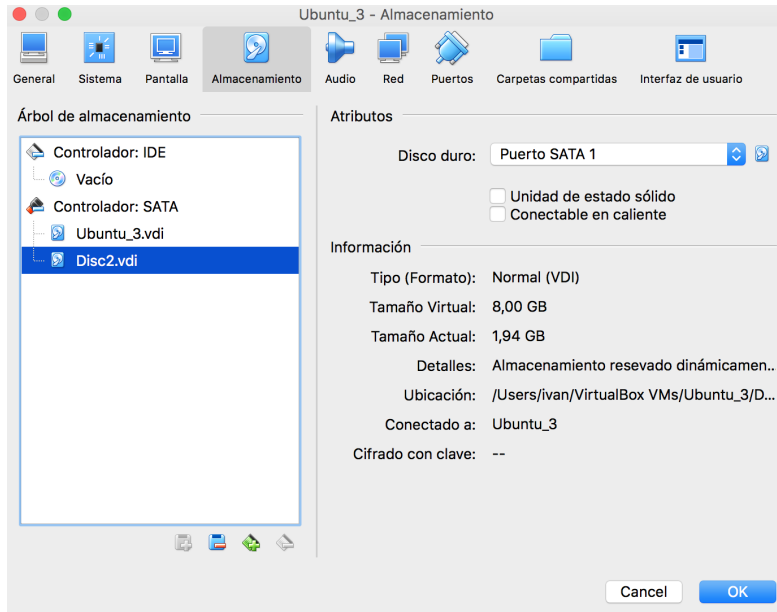 Ubuntu_3 - Almacenamiento
General Sistema Pantalla Almacenamiento Audio Red Puertos Carpetas compartidas Interfaz de usuario
Árbol de almacenamiento
Controlador: IDE
Vacío
Controlador: SATA
Ubuntu_3.vdi
Disc2.vdi
Atributos
Disco duro: Puerto SATA 1
Unidad de estado sólido
Conectable en caliente
Información
Tipo (Formato): Normal (VDI)
Tamaño Virtual: 8,00 GB
Tamaño Actual: 1,94 GB
Detalles: Almacenamiento resevado dinámicamen...
Ubicación: /Users/ivan/VirtualBox VMs/Ubuntu_3/D...
Conectado a: Ubuntu_3
Cifrado con clave: --
Cancel OK